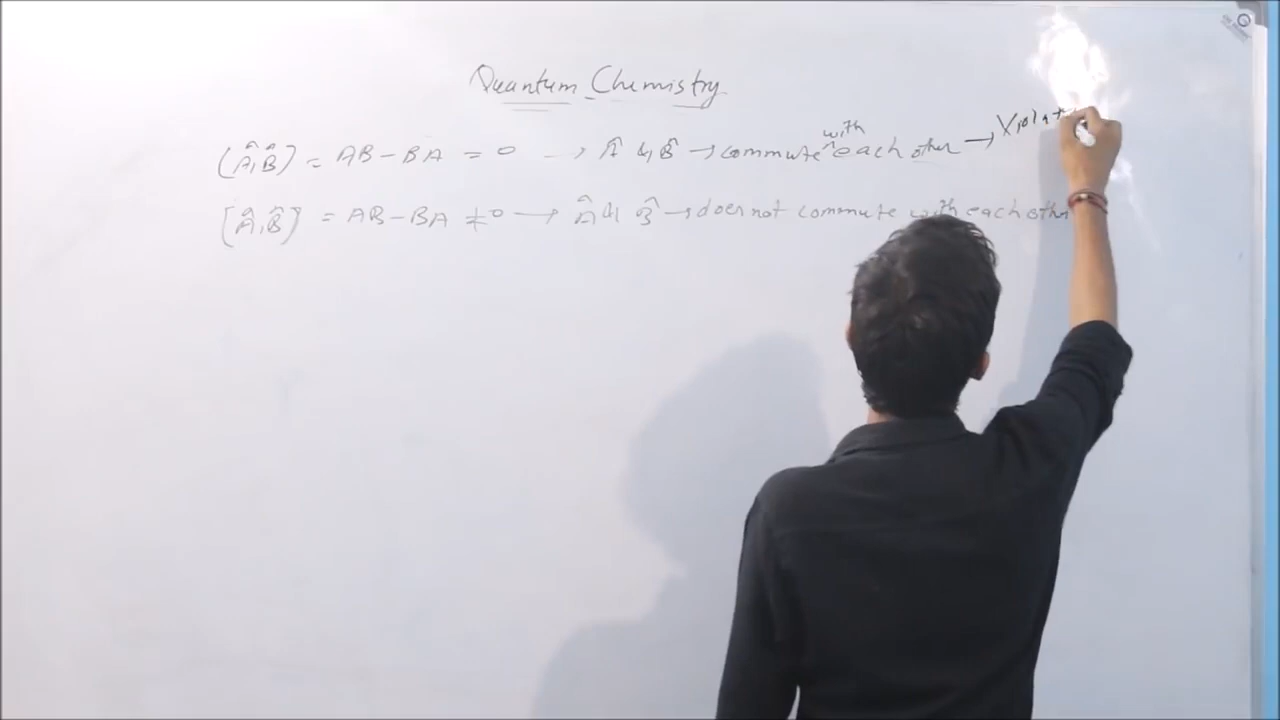 Quantum Chemistry
(Â,B̂) = AB - BA = 0 → Â & B̂ → commute with each other →
[Â,B̂] = AB - BA ≠ 0 → Â & B̂ → does not commute with each other